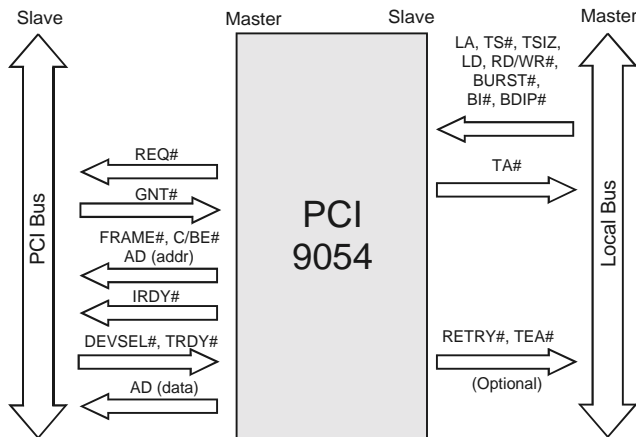 Slave
Master
Slave
Master
LA, TS#, TSIZ,
LD, RD/WR#,
BURST#,
BI#, BDIP#
REQ#
TA#
GNT#
PCI Bus
PCI
9054
Local Bus
FRAME#, C/BE#
AD (addr)
IRDY#
DEVSEL#, TRDY#
RETRY#, TEA#
AD (data)
(Optional)